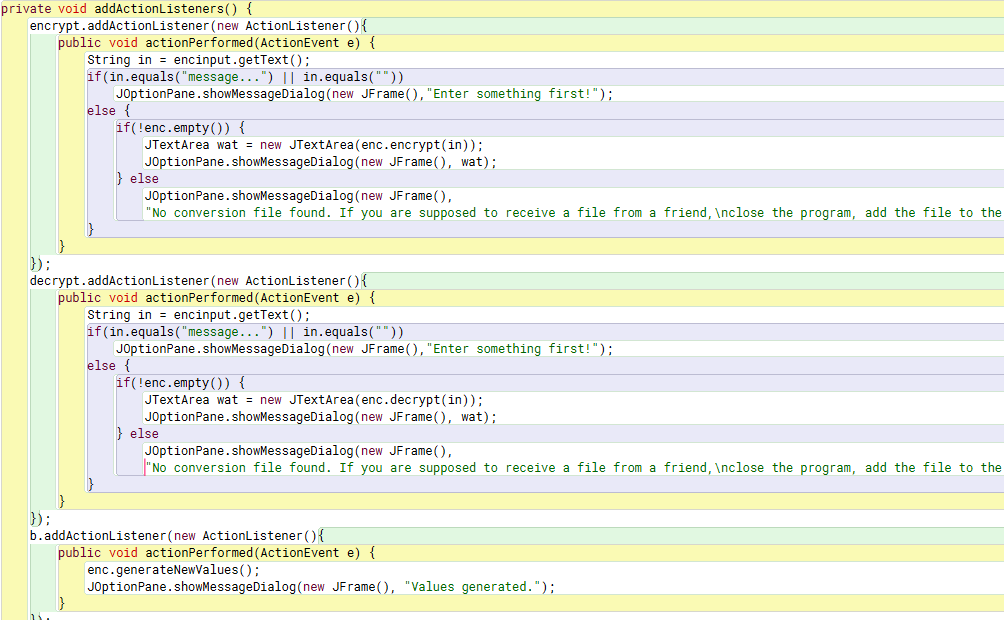 private void addActionListeners() {
encrypt.addActionListener(new ActionListener(){
public void actionPerformed(ActionEvent e) {
String in = encinput.getText();
if(in.equals("message...") || in.equals(""))
JOptionPane.showMessageDialog(new JFrame(),"Enter something first!");
else {
if(!enc.empty()) {
JTextArea wat = new JTextArea(enc.encrypt(in));
JOptionPane.showMessageDialog(new JFrame(), wat);
} else
JOptionPane.showMessageDialog(new JFrame(),
"No conversion file found. If you are supposed to receive a file from a friend,\nclose the program, add the file to the
}
}
});
decrypt.addActionListener(new ActionListener(){
public void actionPerformed(ActionEvent e) {
String in = encinput.getText();
if(in.equals("message...") || in.equals(""))
JOptionPane.showMessageDialog(new JFrame(),"Enter something first!");
else {
if(!enc.empty()) {
JTextArea wat = new JTextArea(enc.decrypt(in));
JOptionPane.showMessageDialog(new JFrame(), wat);
} else
JOptionPane.showMessageDialog(new JFrame(),
"No conversion file found. If you are supposed to receive a file from a friend,\nclose the program, add the file to the
}
}
});
b.addActionListener(new ActionListener(){
public void actionPerformed(ActionEvent e) {
enc.generateNewValues();
JOptionPane.showMessageDialog(new JFrame(), "Values generated.");
}
});